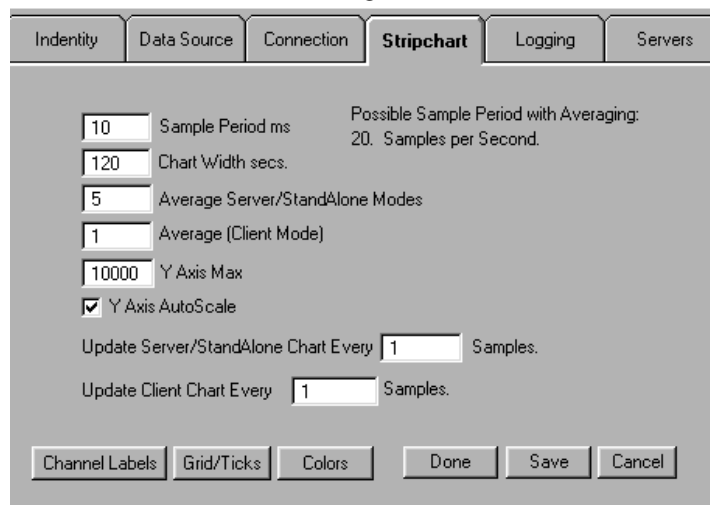 Indentity Data Source Connection Stripchart Logging Servers
10 Sample Period ms
Possible Sample Period with Averaging:
20. Samples per Second.
120 Chart Width secs.
5 Average Server/StandAlone Modes
1 Average (Client Mode)
10000 Y Axis Max
Y Axis AutoScale
Update Server/StandAlone Chart Every 1 Samples.
Update Client Chart Every 1 Samples.
Channel Labels Grid/Ticks Colors Done Save Cancel